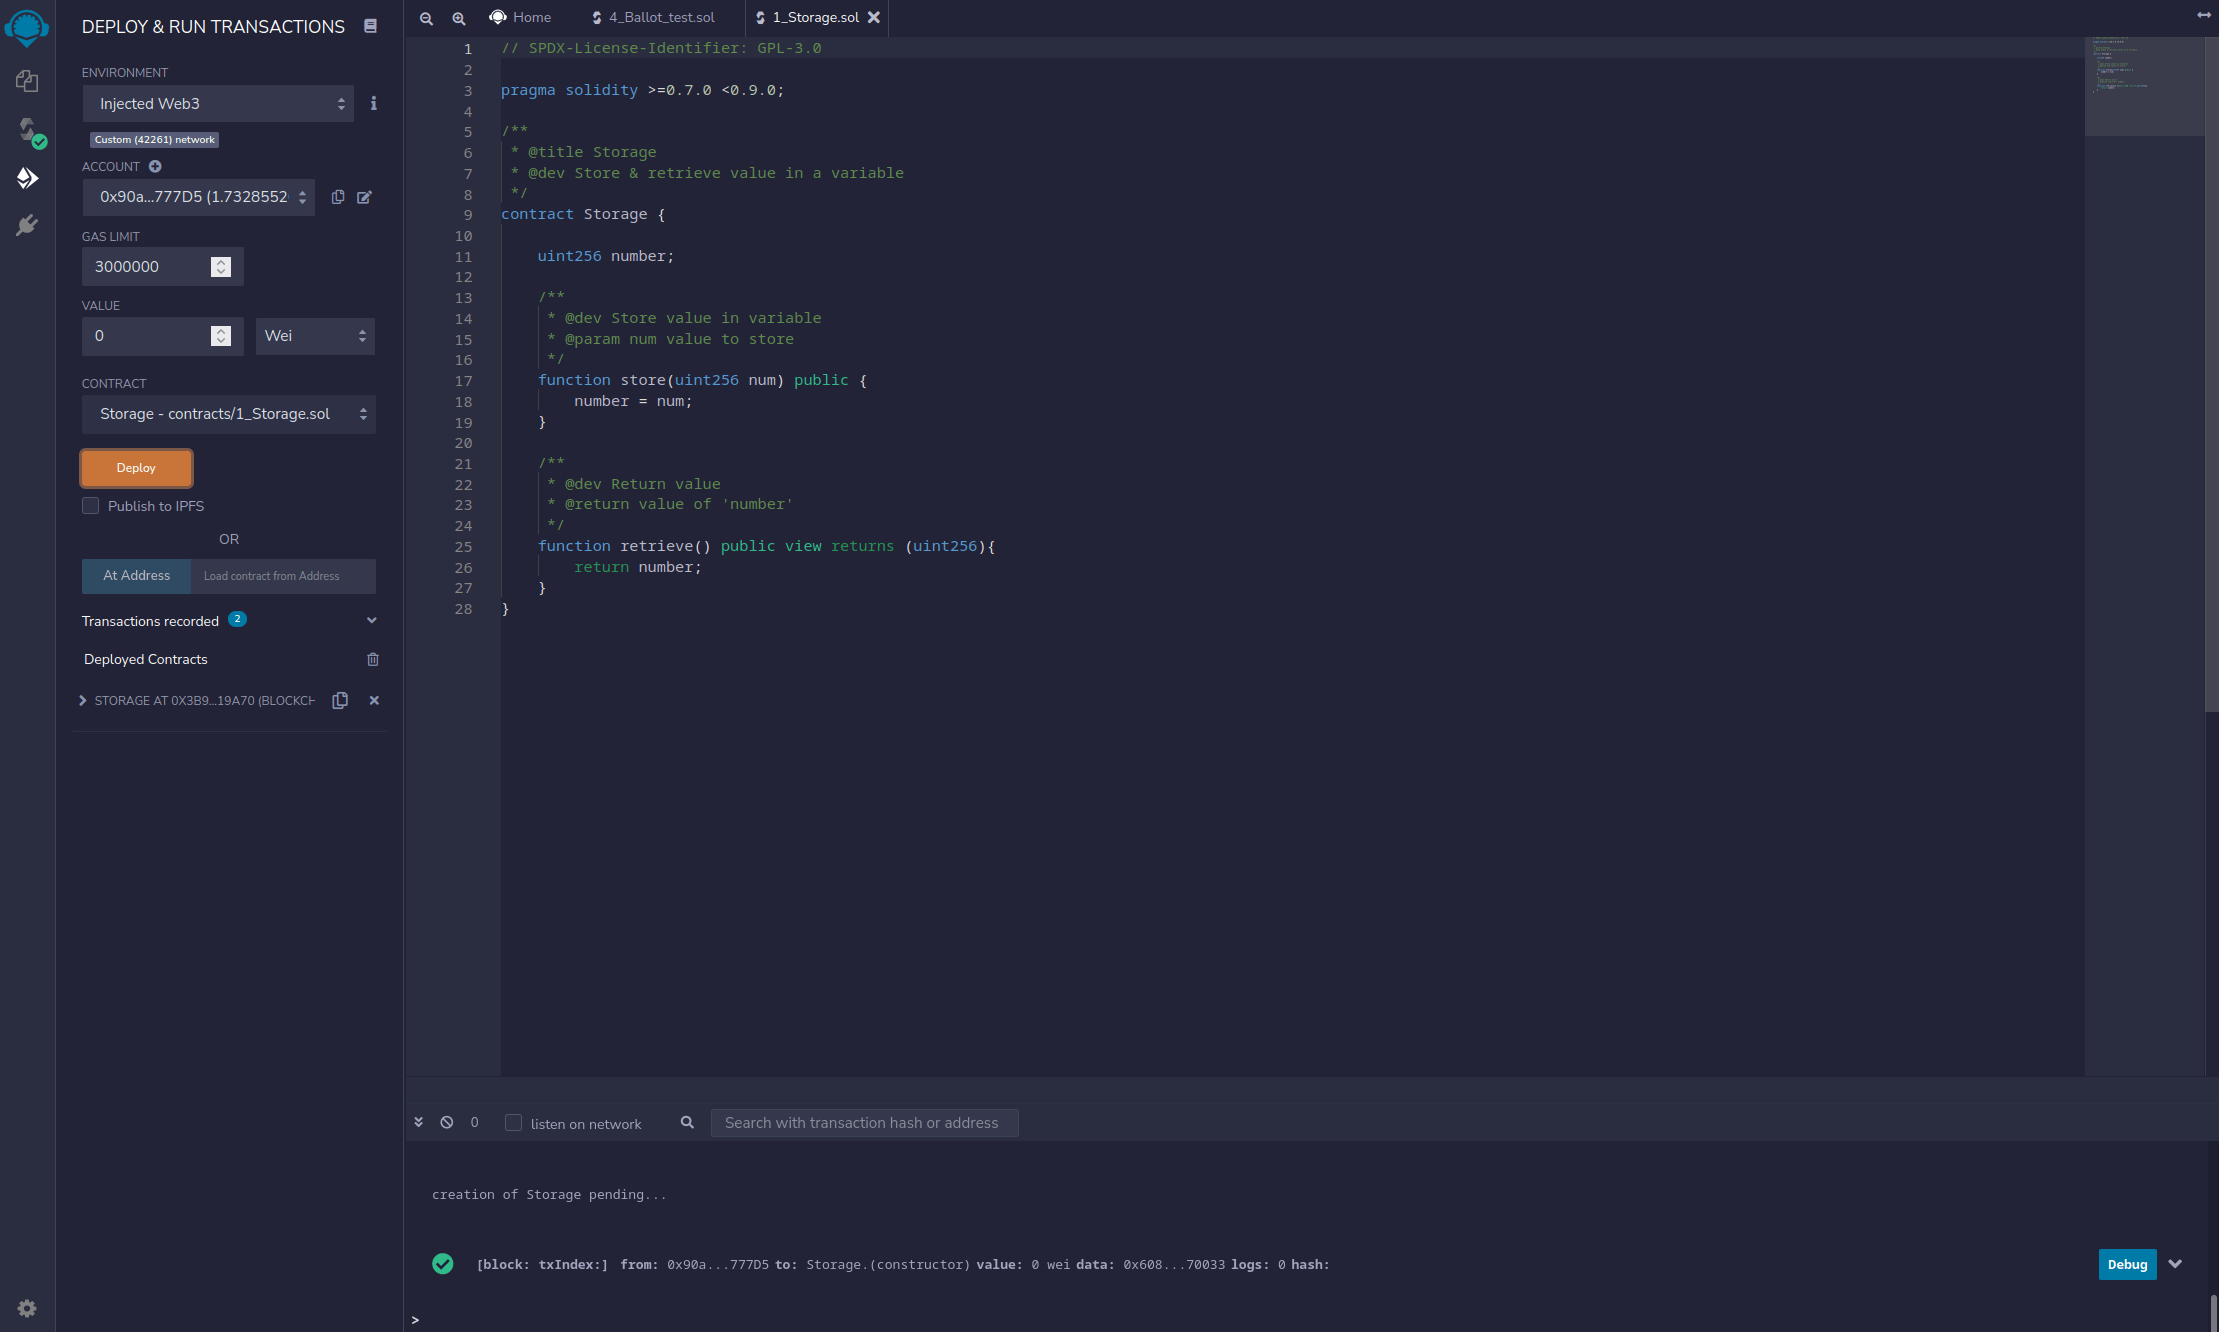 DEPLOY & RUN TRANSACTIONS
ENVIRONMENT
Injected Web3
Custom (42261) network
ACCOUNT
0x90a...777D5 (1.7328552
GAS LIMIT
3000000
VALUE
0
Wei
CONTRACT
Storage - contracts/1_Storage.sol
Deploy
Publish to IPFS
OR
At Address
Load contract from Address
Transactions recorded 2
Deployed Contracts
STORAGE AT 0X3B9...19A70 (BLOCKCH
Home
4_Ballot_test.sol
1_Storage.sol
1 // SPDX-License-Identifier: GPL-3.0
2
3 pragma solidity >=0.7.0 <0.9.0;
4
5 /**
6  * @title Storage
7  * @dev Store & retrieve value in a variable
8  */
9 contract Storage {
10
11     uint256 number;
12
13     /**
14      * @dev Store value in variable
15      * @param num value to store
16      */
17     function store(uint256 num) public {
18         number = num;
19     }
20
21     /**
22      * @dev Return value
23      * @return value of 'number'
24      */
25     function retrieve() public view returns (uint256){
26         return number;
27     }
28 }
0
listen on network
Search with transaction hash or address
creation of Storage pending...
[block: txIndex:] from: 0x90a...777D5 to: Storage.(constructor) value: 0 wei data: 0x608...70033 logs: 0 hash:
Debug
>